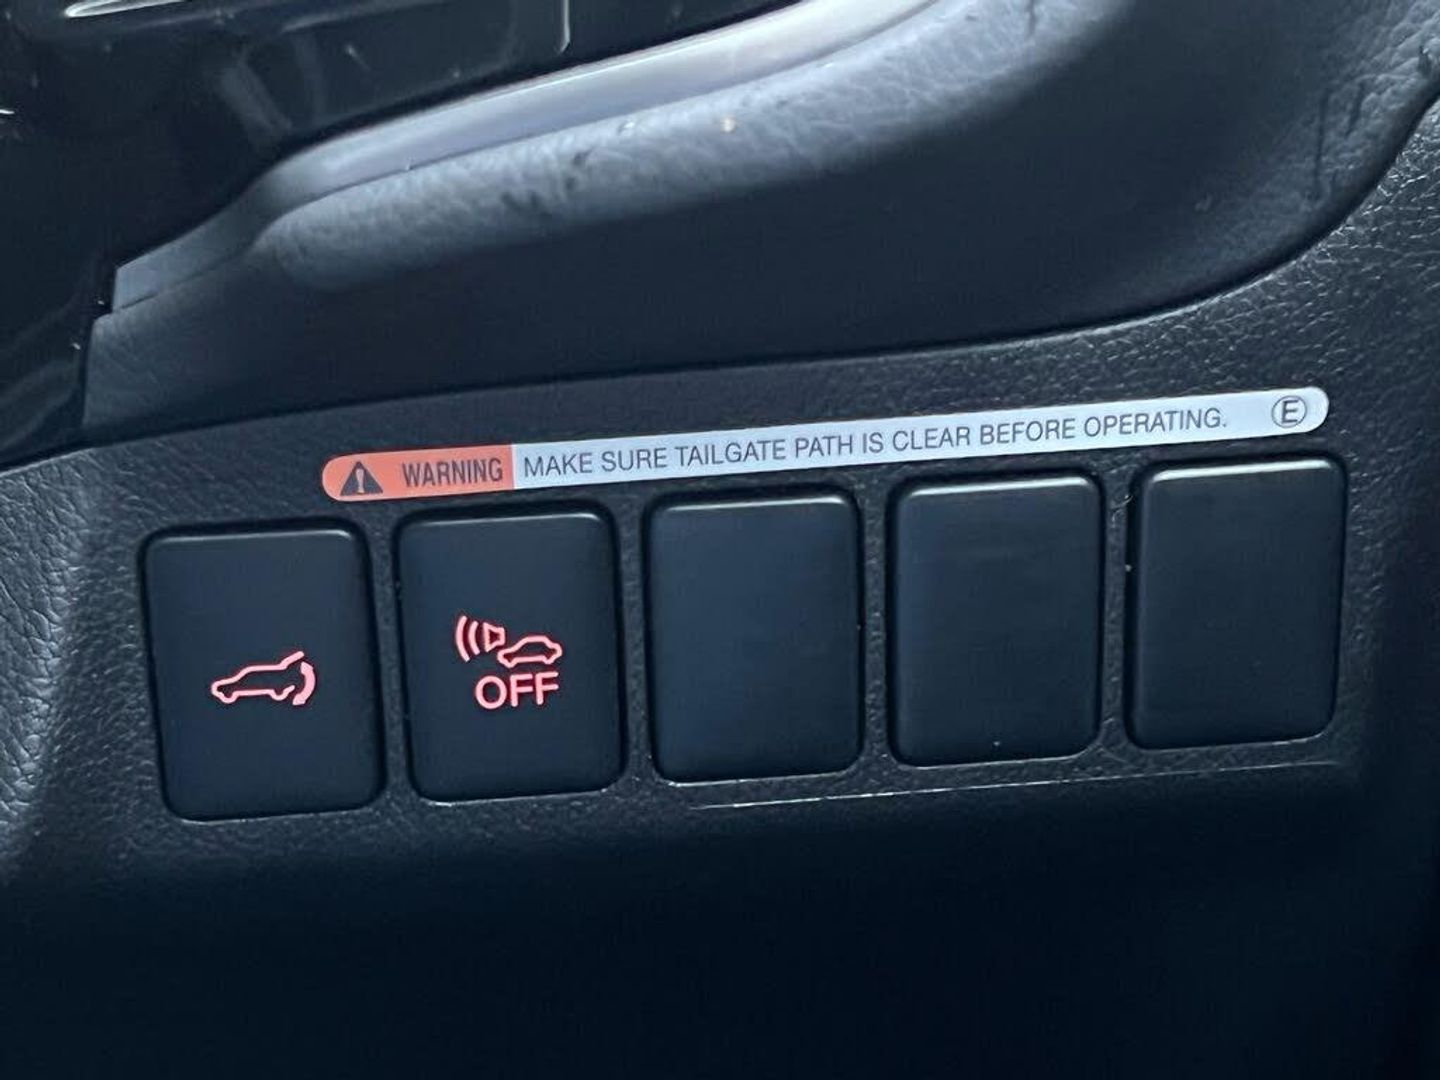 WARNING MAKE SURE TAILGATE PATH IS CLEAR BEFORE OPERATING. E
OFF